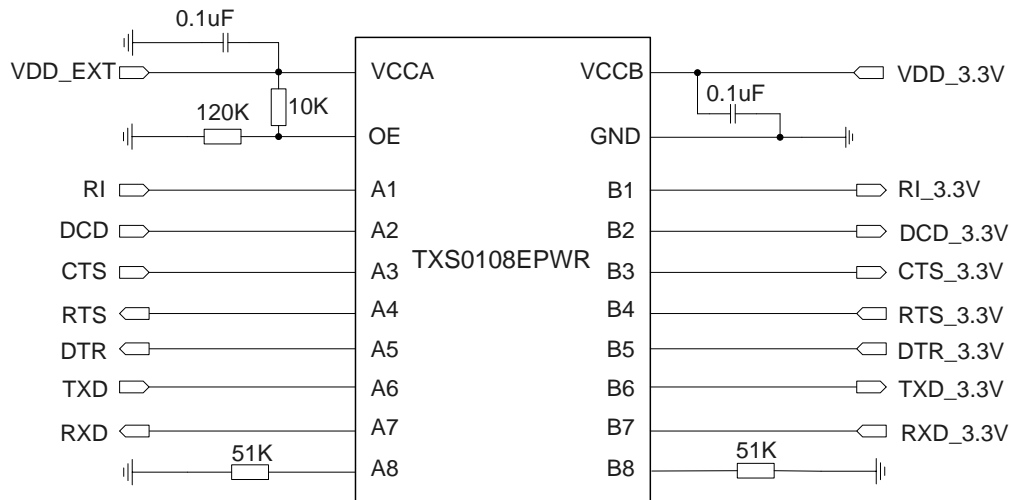 0.1uF
VDD_EXT VCCA VCCB VDD_3.3V
10K 0.1uF
120K
OE GND
RI A1 B1 RI_3.3V
DCD A2 B2 DCD_3.3V
TXS0108EPWR
CTS A3 B3 CTS_3.3V
RTS A4 B4 RTS_3.3V
DTR A5 B5 DTR_3.3V
TXD A6 B6 TXD_3.3V
RXD A7 B7 RXD_3.3V
51K 51K
A8 B8